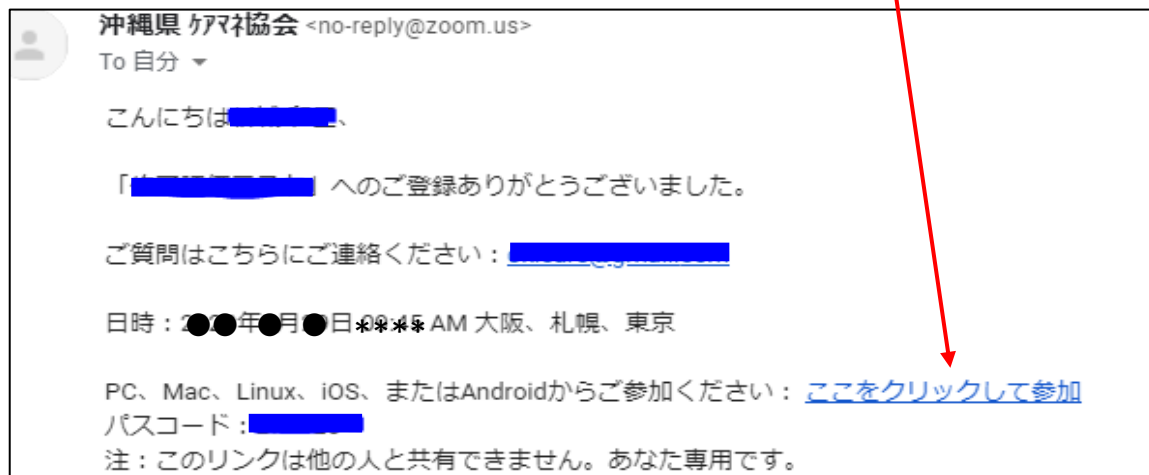 沖縄県 ｹｱﾏﾈ協会 <no-reply@zoom.us>
To 自分
こんにちは 、
「 」へのご登録ありがとうございました。
ご質問はこちらにご連絡ください：
日時：2●●年●月●日 **** AM 大阪、札幌、東京
PC、Mac、Linux、iOS、またはAndroidからご参加ください： ここをクリックして参加
パスコード：
注：このリンクは他の人と共有できません。あなた専用です。